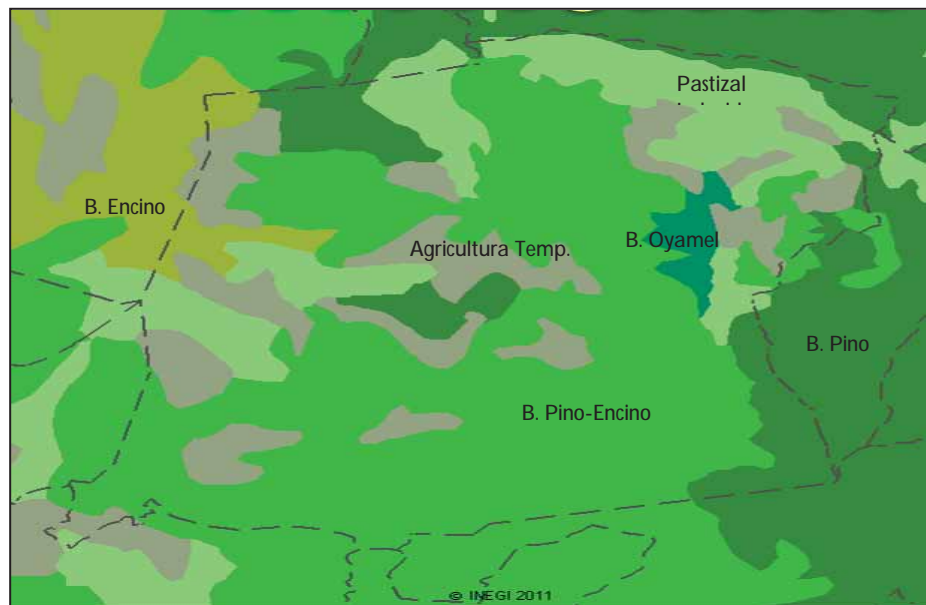 Pastizal
B. Encino
Agricultura Temp.
B. Oyamel
B. Pino
B. Pino-Encino
© INEGI 2011